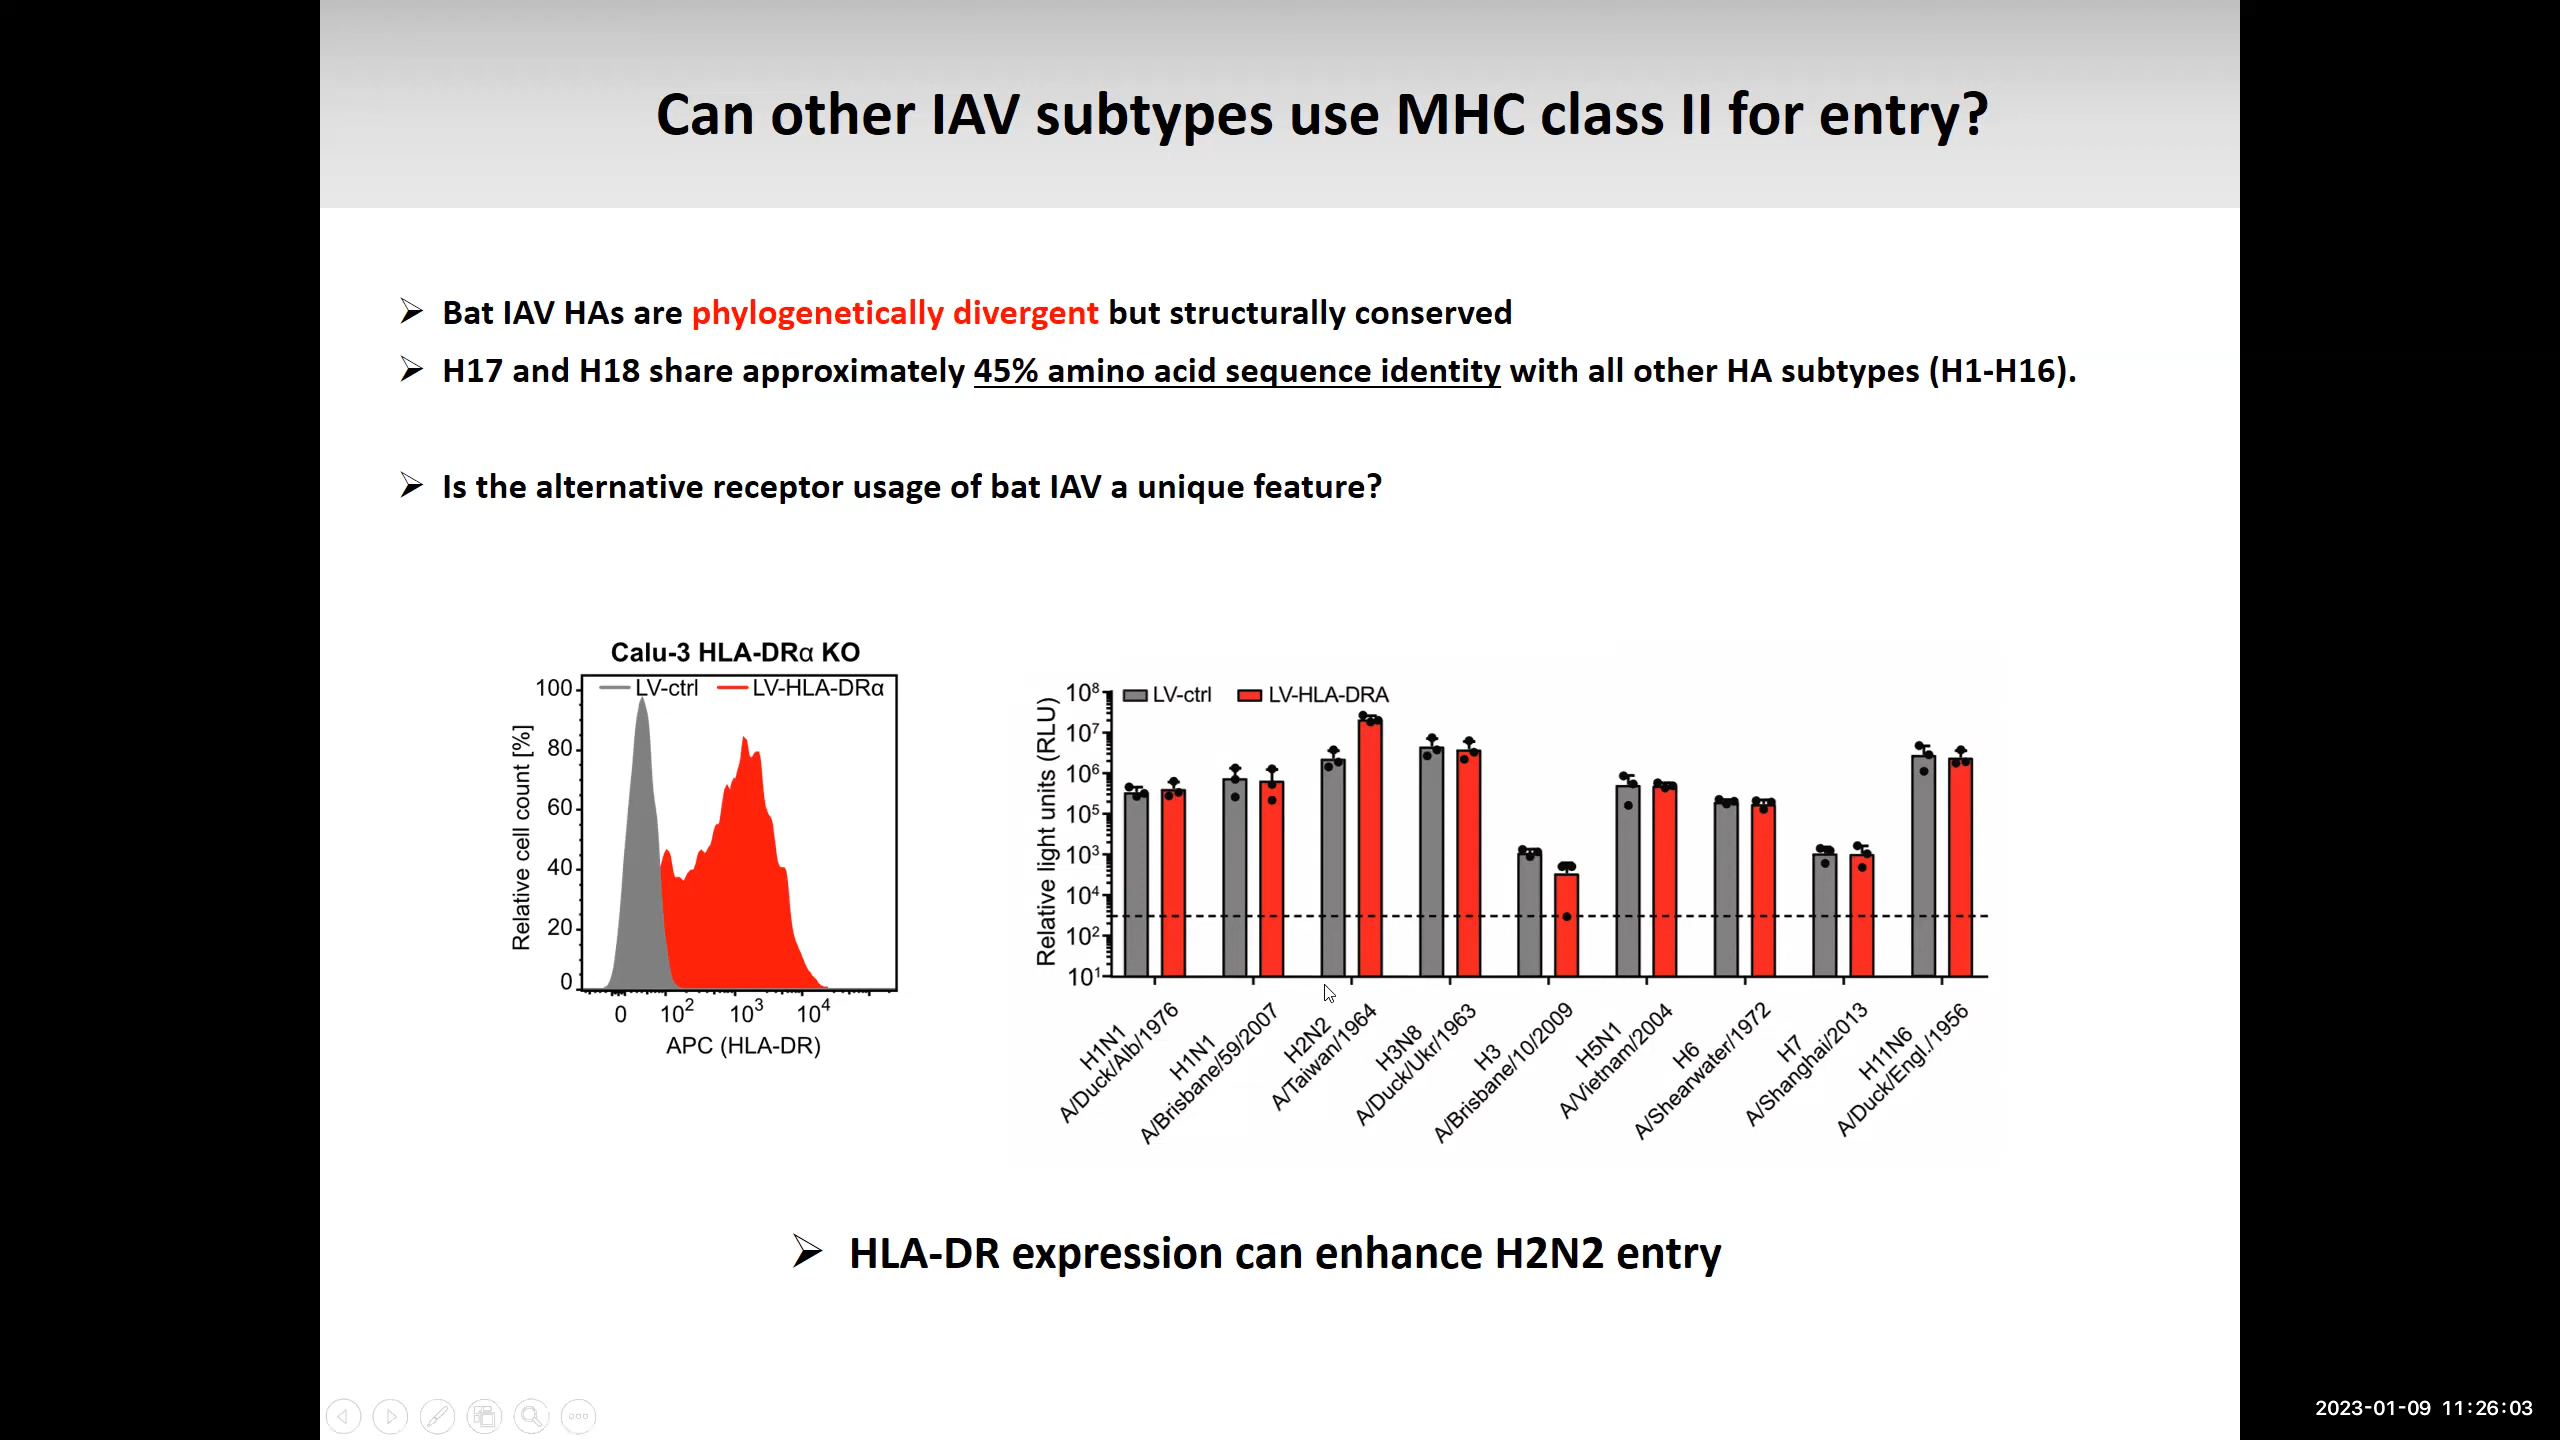 Can other IAV subtypes use MHC class II for entry?
➢ Bat IAV HAs are phylogenetically divergent but structurally conserved
➢ H17 and H18 share approximately 45% amino acid sequence identity with all other HA subtypes (H1-H16).
➢ Is the alternative receptor usage of bat IAV a unique feature?
Calu-3 HLA-DRα KO
LV-ctrl LV-HLA-DRα
Relative cell count [%]
100
80
60
40
20
0
0 10² 10³ 10⁴
APC (HLA-DR)
LV-ctrl LV-HLA-DRA
Relative light units (RLU)
10⁸
10⁷
10⁶
10⁵
10³
10⁴
10²
10¹
H1N1
A/Duck/Alb/1976
H1N1
A/Brisbane/59/2007
H2N2
A/Taiwan/1964
H3N8
A/Duck/Ukr/1963
H3
A/Brisbane/10/2009
H5N1
A/Vietnam/2004
H6
A/Shearwater/1972
H7
A/Shanghai/2013
H11N6
A/Duck/Engl./1956
➢ HLA-DR expression can enhance H2N2 entry
2023-01-09 11:26:03